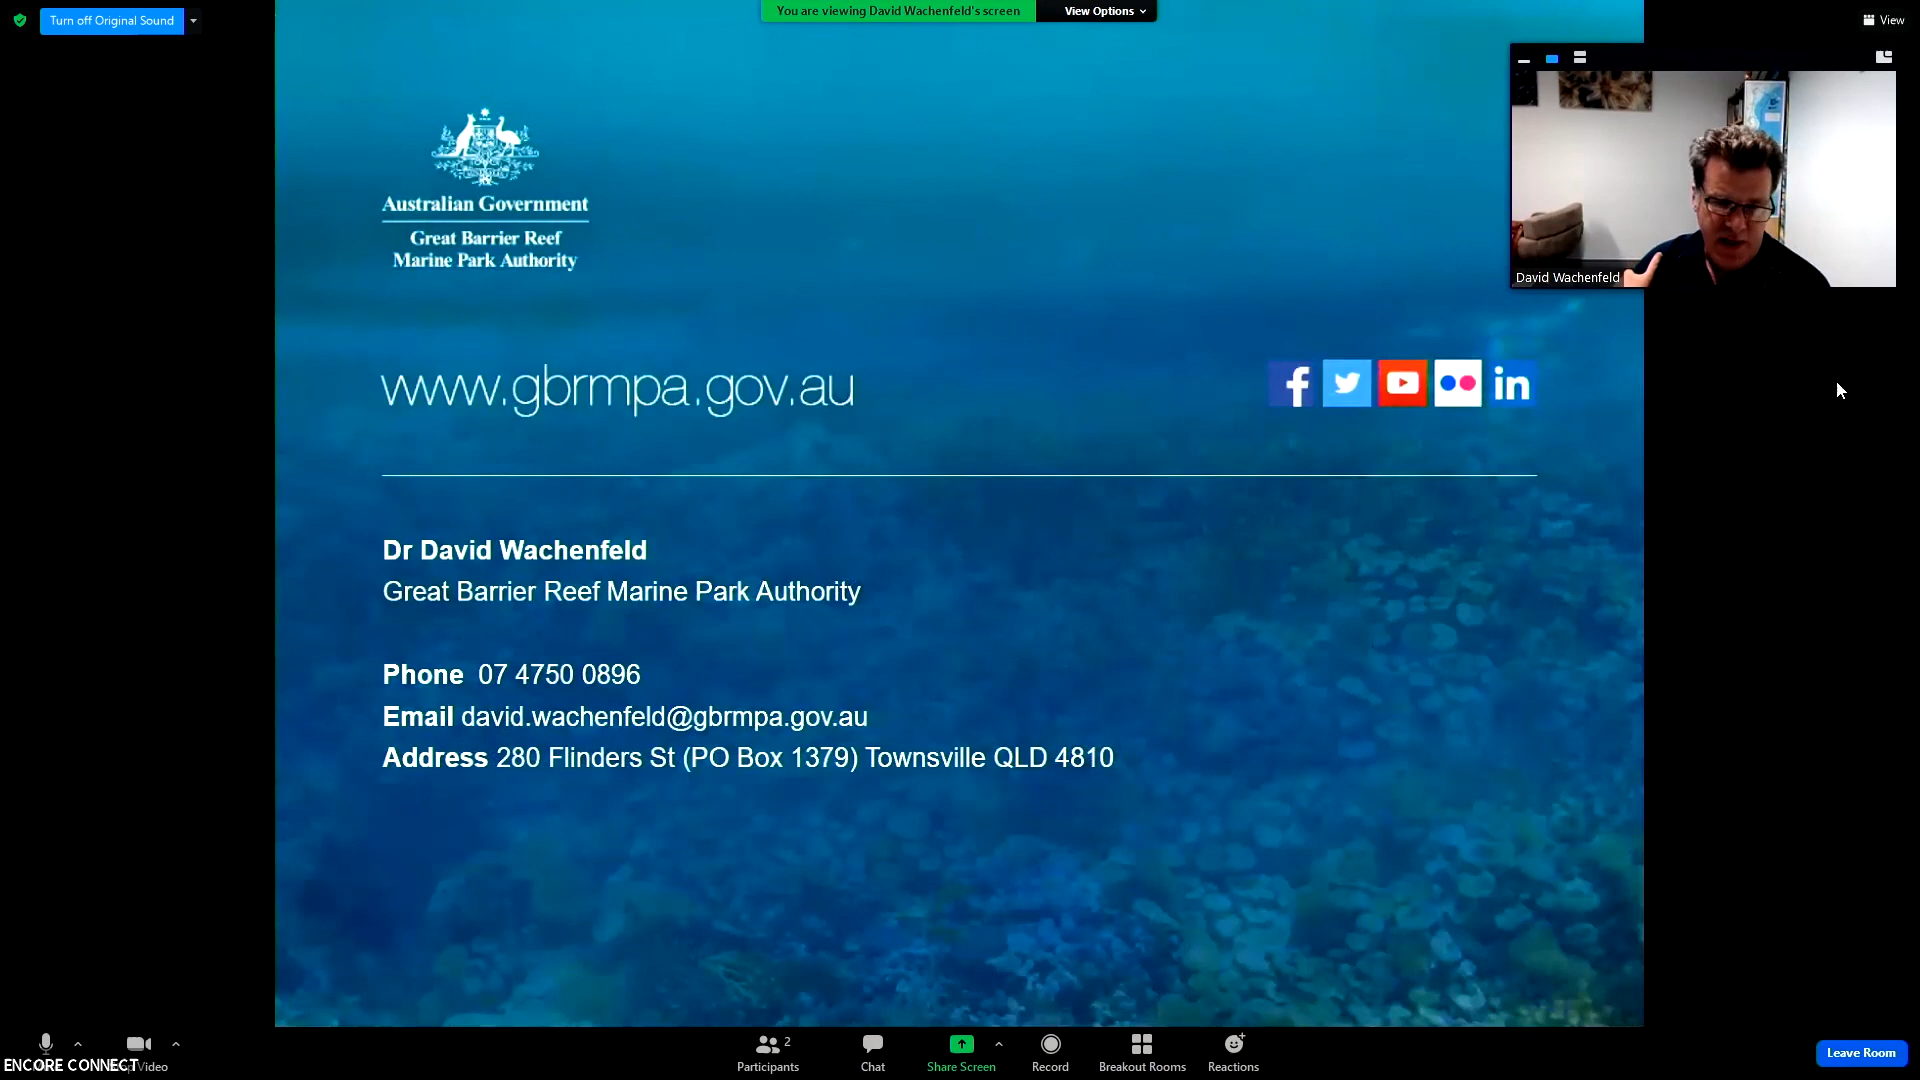 Turn off Original Sound
You are viewing David Wachenfeld's screen
View Options
View
Australian Government
Great Barrier Reef
Marine Park Authority
David Wachenfeld
www.gbrmpa.gov.au
Dr David Wachenfeld
Great Barrier Reef Marine Park Authority
Phone 07 4750 0896
Email david.wachenfeld@gbrmpa.gov.au
Address 280 Flinders St (PO Box 1379) Townsville QLD 4810
ENCORE CONNECT
Video
Participants 2
Chat
Share Screen
Record
Breakout Rooms
Reactions
Leave Room